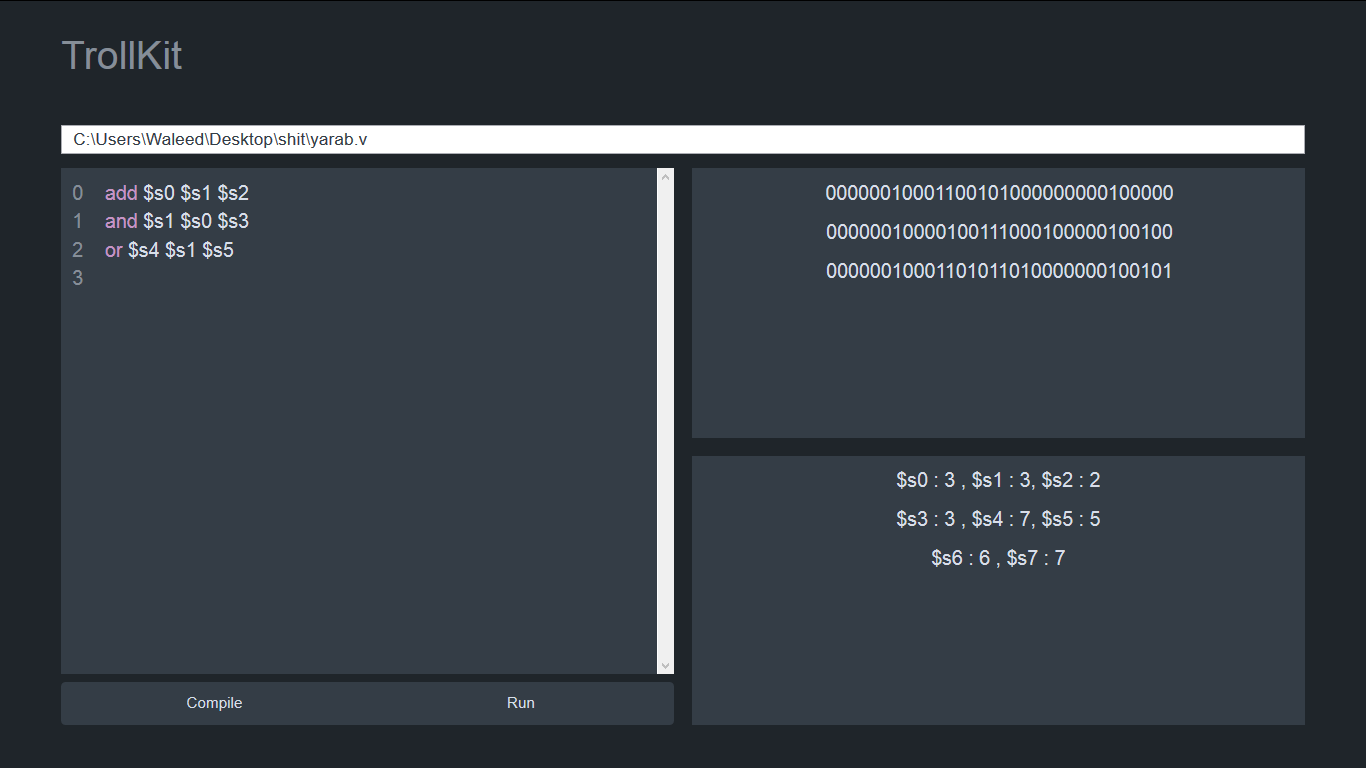 TrollKit
C:\Users\Waleed\Desktop\shit\yarab.v
0 add $s0 $s1 $s2
1 and $s1 $s0 $s3
2 or $s4 $s1 $s5
3
Compile
Run
00000010001100101000000000100000
00000010000100111000100000100100
00000010001101011010000000100101
$s0 : 3 , $s1 : 3, $s2 : 2
$s3 : 3 , $s4 : 7, $s5 : 5
$s6 : 6 , $s7 : 7